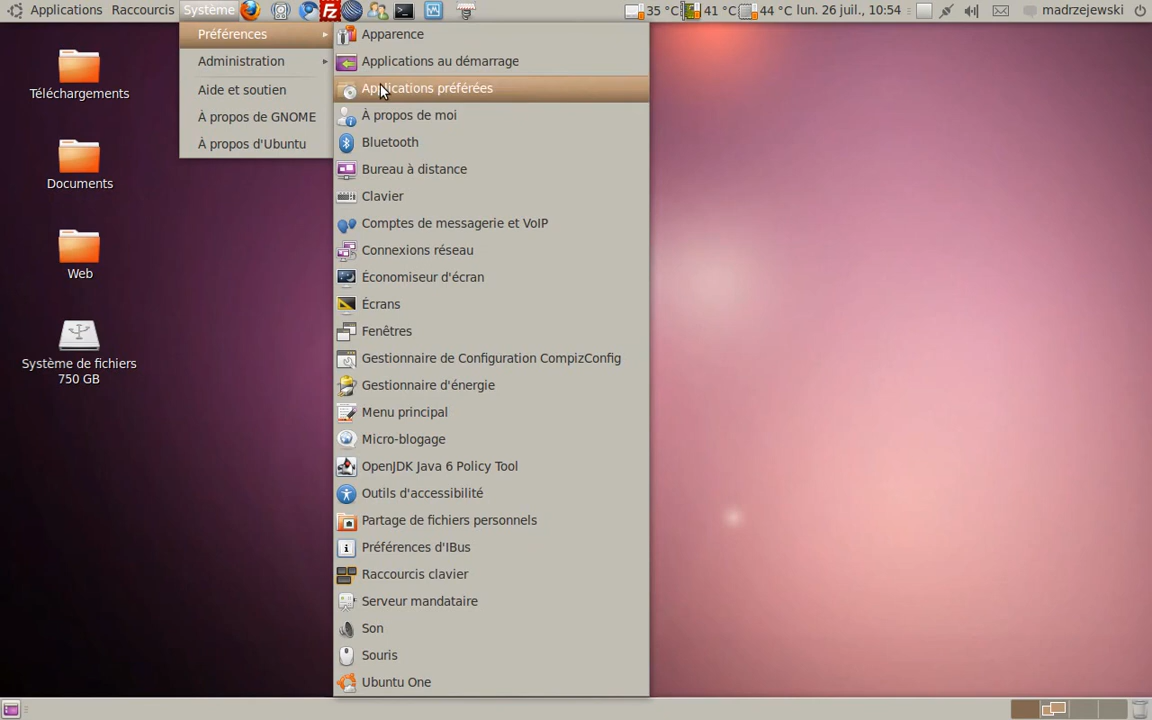 Applications Raccourcis Système 35 °C 41 °C 44 °C lun. 26 juil., 10:54 madrzejewski
Préférences
Administration
Aide et soutien
À propos de GNOME
À propos d'Ubuntu
Apparence
Applications au démarrage
Applications préférées
À propos de moi
Bluetooth
Bureau à distance
Clavier
Comptes de messagerie et VoIP
Connexions réseau
Économiseur d'écran
Écrans
Fenêtres
Gestionnaire de Configuration CompizConfig
Gestionnaire d'énergie
Menu principal
Micro-blogage
OpenJDK Java 6 Policy Tool
Outils d'accessibilité
Partage de fichiers personnels
Préférences d'IBus
Raccourcis clavier
Serveur mandataire
Son
Souris
Ubuntu One
Téléchargements
Documents
Web
Système de fichiers
750 GB